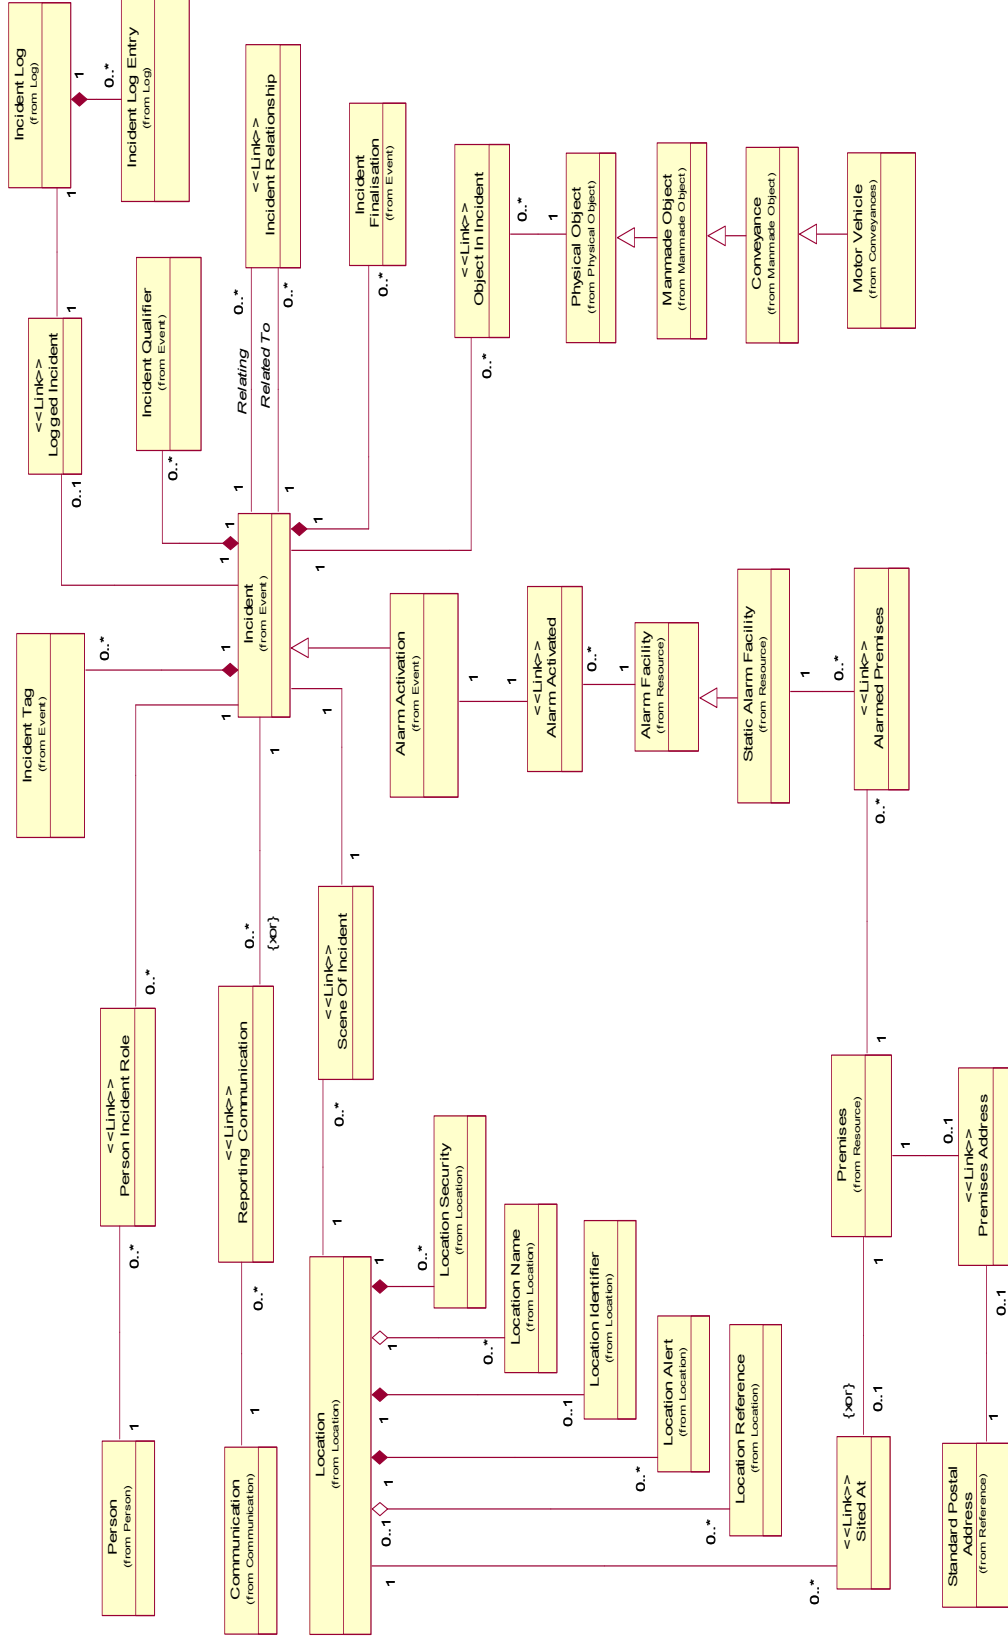 Person
(from Person)
1
0..*
<<Link>>
Person Incident Role
0..*
1
Incident Tag
(from Event)
0..*
1
<<Link>>
Logged Incident
0..1
1
1
1
Incident Log
(from Log)
1
0..*
Incident Log Entry
(from Log)
Incident Qualifier
(from Event)
0..*
1
Communication
(from Communication)
1
0..*
<<Link>>
Reporting Communication
0..*
{xor}
1
Incident
(from Event)
1
Relating
0..*
1
Related To
0..*
<<Link>>
Incident Relationship
1
0..*
Incident
Finalisation
(from Event)
Location
(from Location)
1
0..*
<<Link>>
Scene Of Incident
1
1
Alarm Activation
(from Event)
1
1
<<Link>>
Alarm Activated
0..*
1
Alarm Facility
(from Resource)
Static Alarm Facility
(from Resource)
1
0..*
<<Link>>
Alarmed Premises
0..*
1
1
0..*
<<Link>>
Object In Incident
0..*
1
Physical Object
(from Physical Object)
Manmade Object
(from Manmade Object)
Conveyance
(from Manmade Object)
Motor Vehicle
(from Conveyances)
1
0..*
Location Security
(from Location)
1
0..*
Location Name
(from Location)
1
0..1
Location Identifier
(from Location)
1
0..*
Location Alert
(from Location)
0..1
0..*
Location Reference
(from Location)
1
0..*
<<Link>>
Sited At
{xor}
0..1
1
Premises
(from Resource)
1
0..1
<<Link>>
Premises Address
0..1
1
Standard Postal
Address
(from Reference)